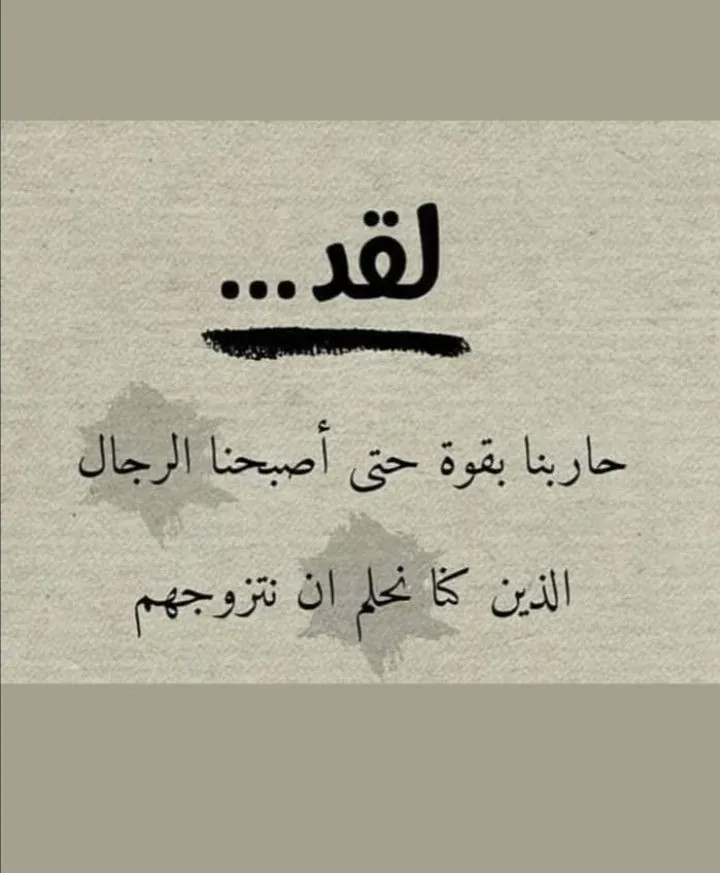 لقد...
حاربنا بقوة حتى أصبحنا الرجال
الذين كنا نحلم ان نتزوجهم